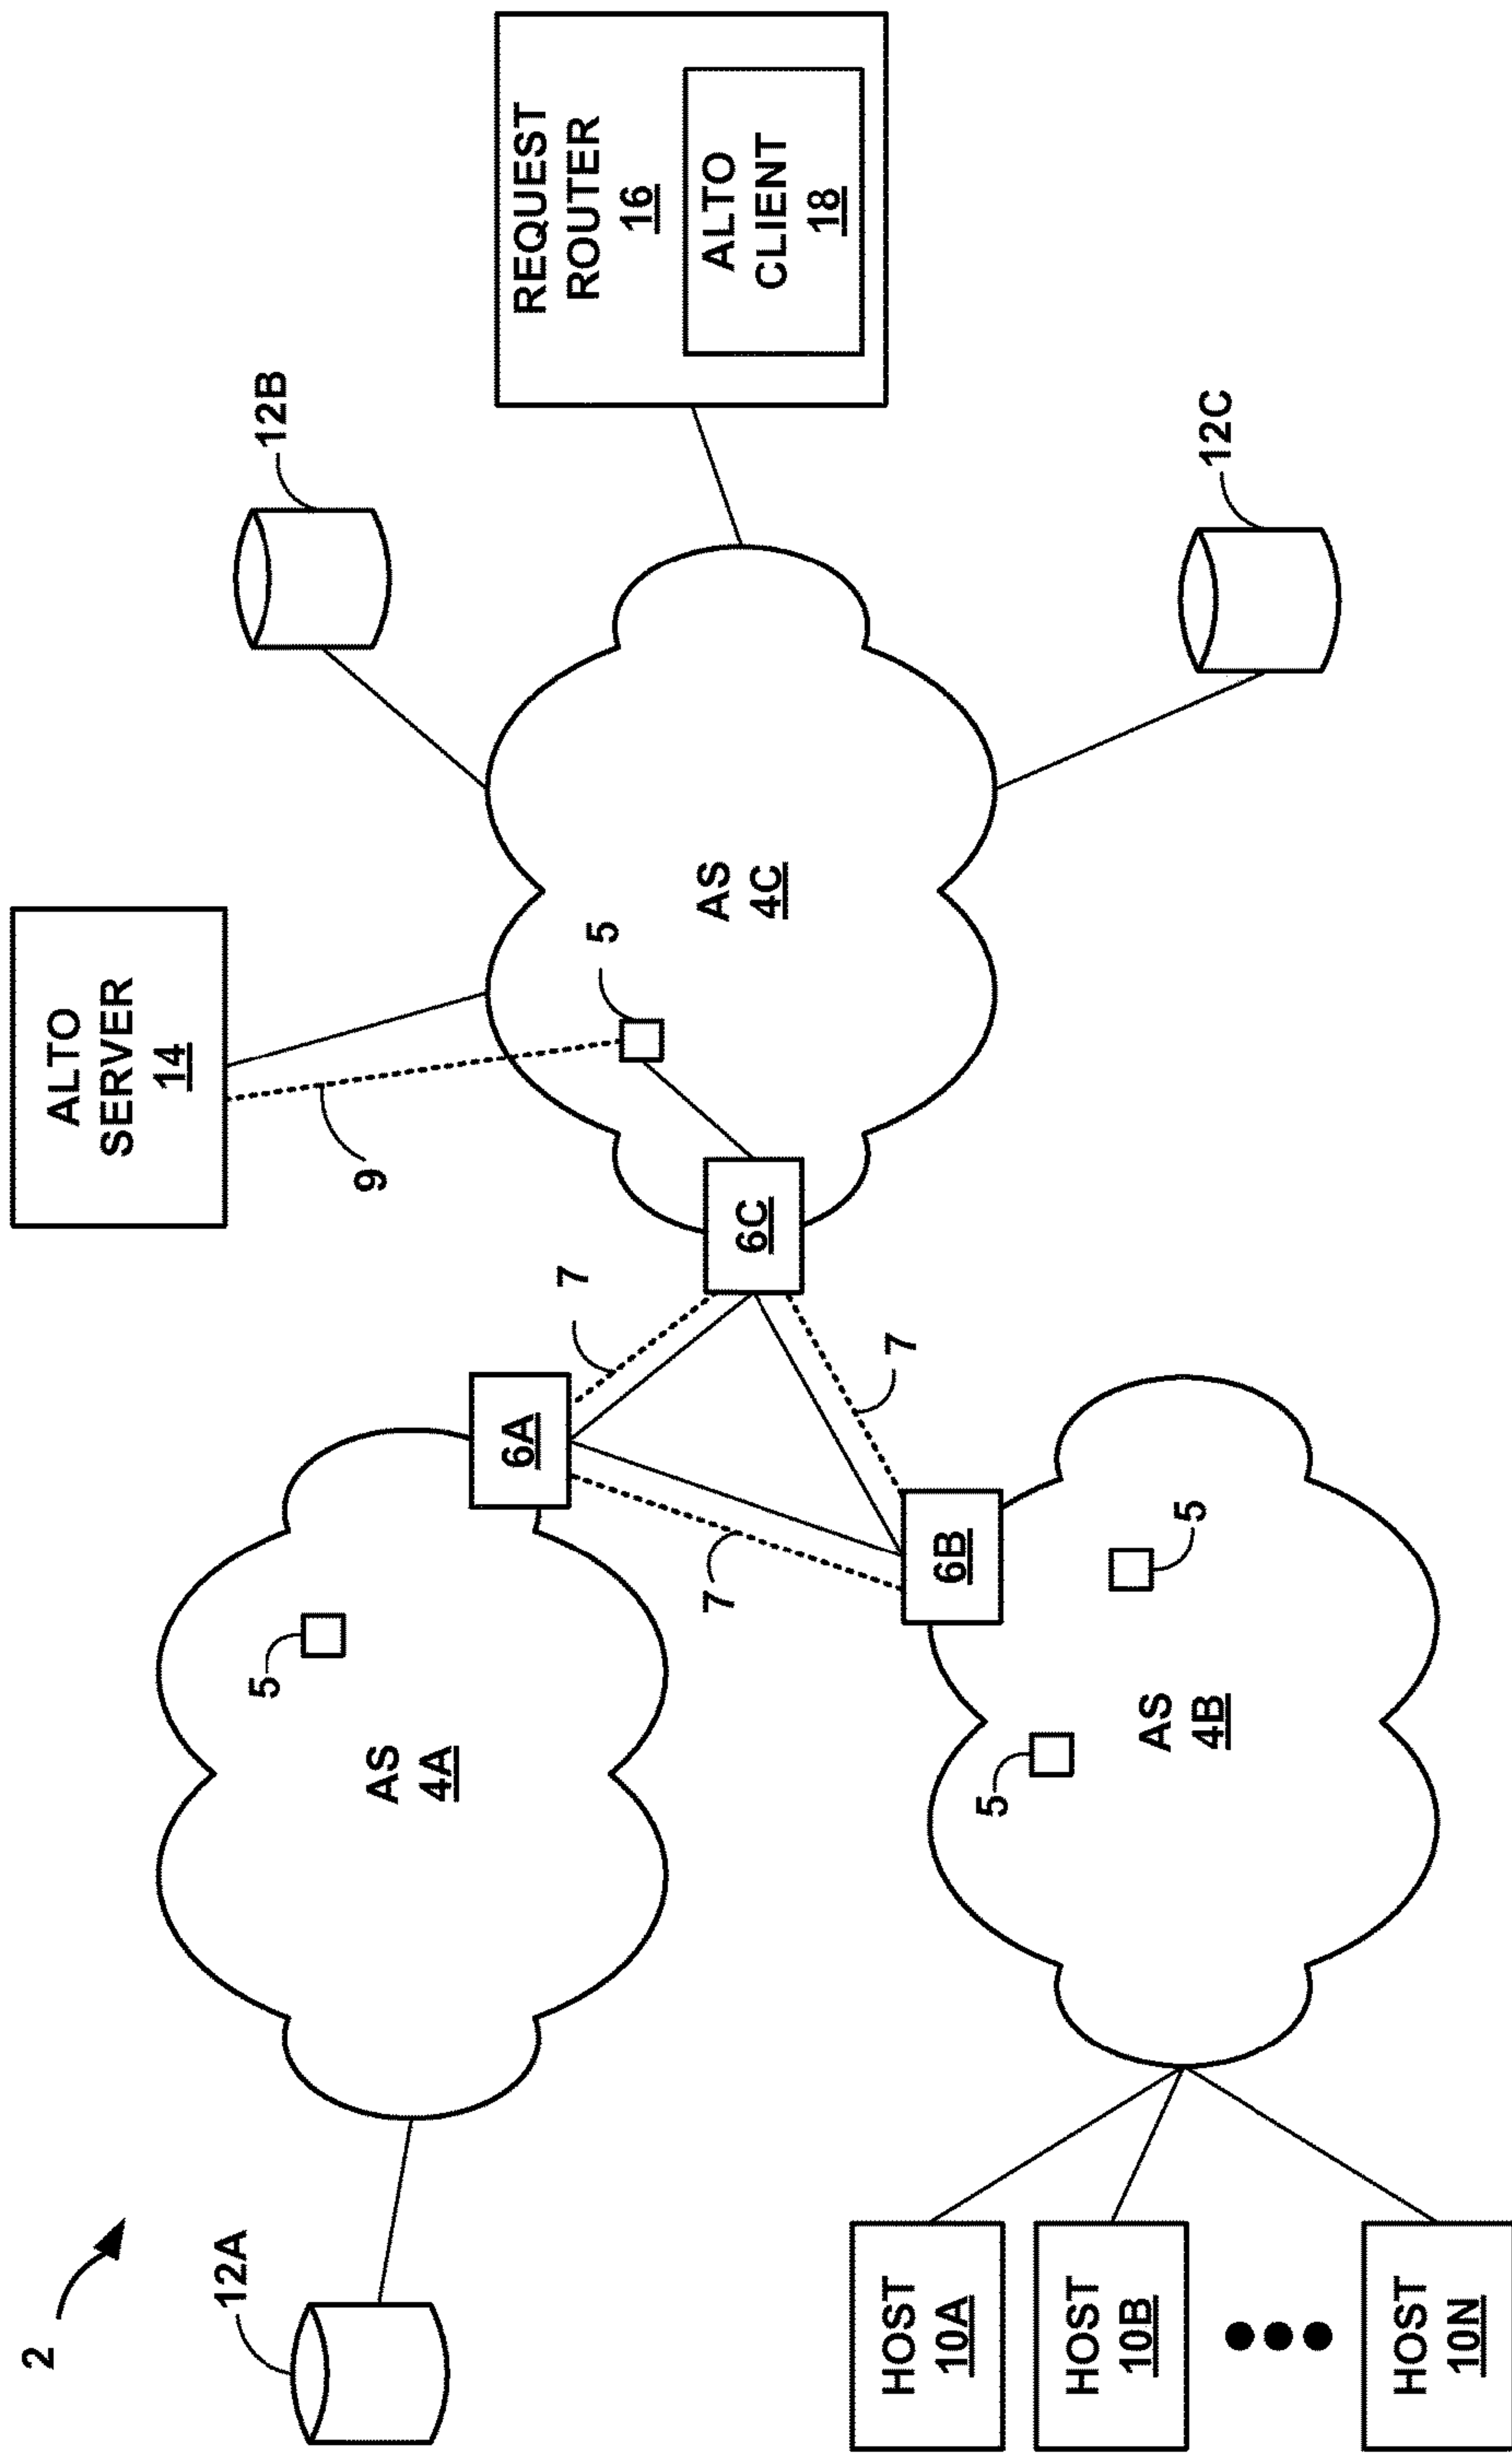 2
12A
AS
4A
5
6A
7
7
7
ALTO
SERVER
14
9
12B
REQUEST
ROUTER
16
ALTO
CLIENT
18
5
AS
4C
6C
12C
6B
5
5
AS
4B
HOST
10A
HOST
10B
HOST
10N